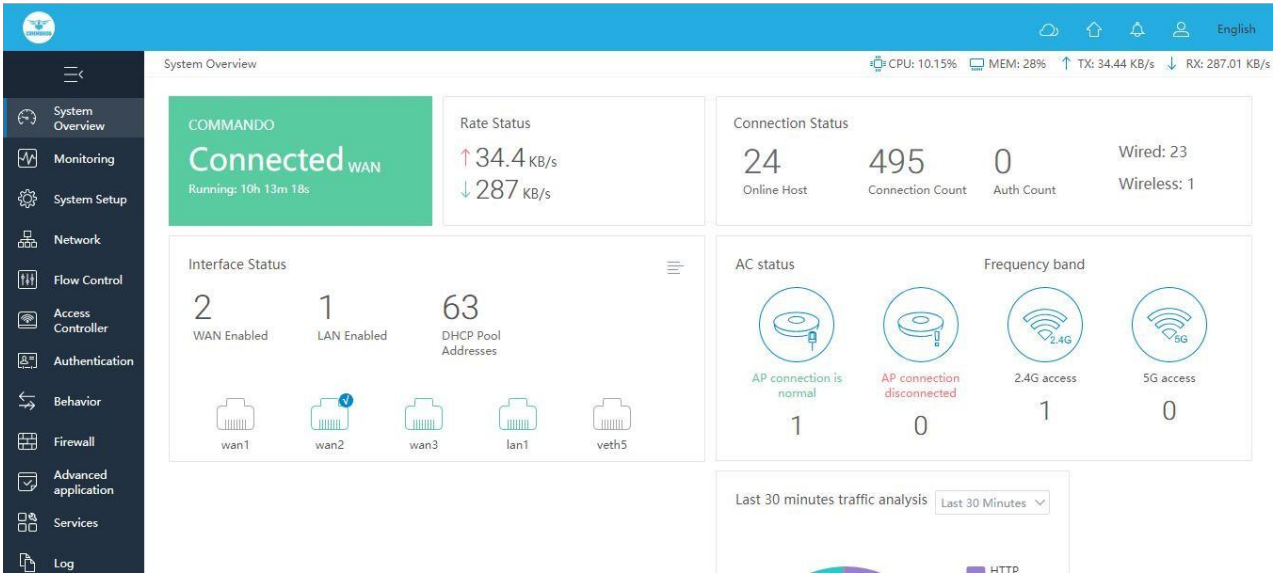 COMMANDO
English
System Overview
CPU: 10.15% MEM: 28% ↑ TX: 34.44 KB/s ↓ RX: 287.01 KB/s
System
Overview
Monitoring
System Setup
Network
Flow Control
Access
Controller
Authentication
Behavior
Firewall
Advanced
application
Services
Log
COMMANDO
Connected WAN
Running: 10h 13m 18s
Rate Status
↑ 34.4 KB/s
↓ 287 KB/s
Connection Status
24
Online Host
495
Connection Count
0
Auth Count
Wired: 23
Wireless: 1
Interface Status
2
WAN Enabled
1
LAN Enabled
63
DHCP Pool
Addresses
wan1 wan2 wan3 lan1 veth5
AC status
Frequency band
2.4G
5G
AP connection is
normal
1
AP connection
disconnected
0
2.4G access
1
5G access
0
Last 30 minutes traffic analysis Last 30 Minutes
HTTP